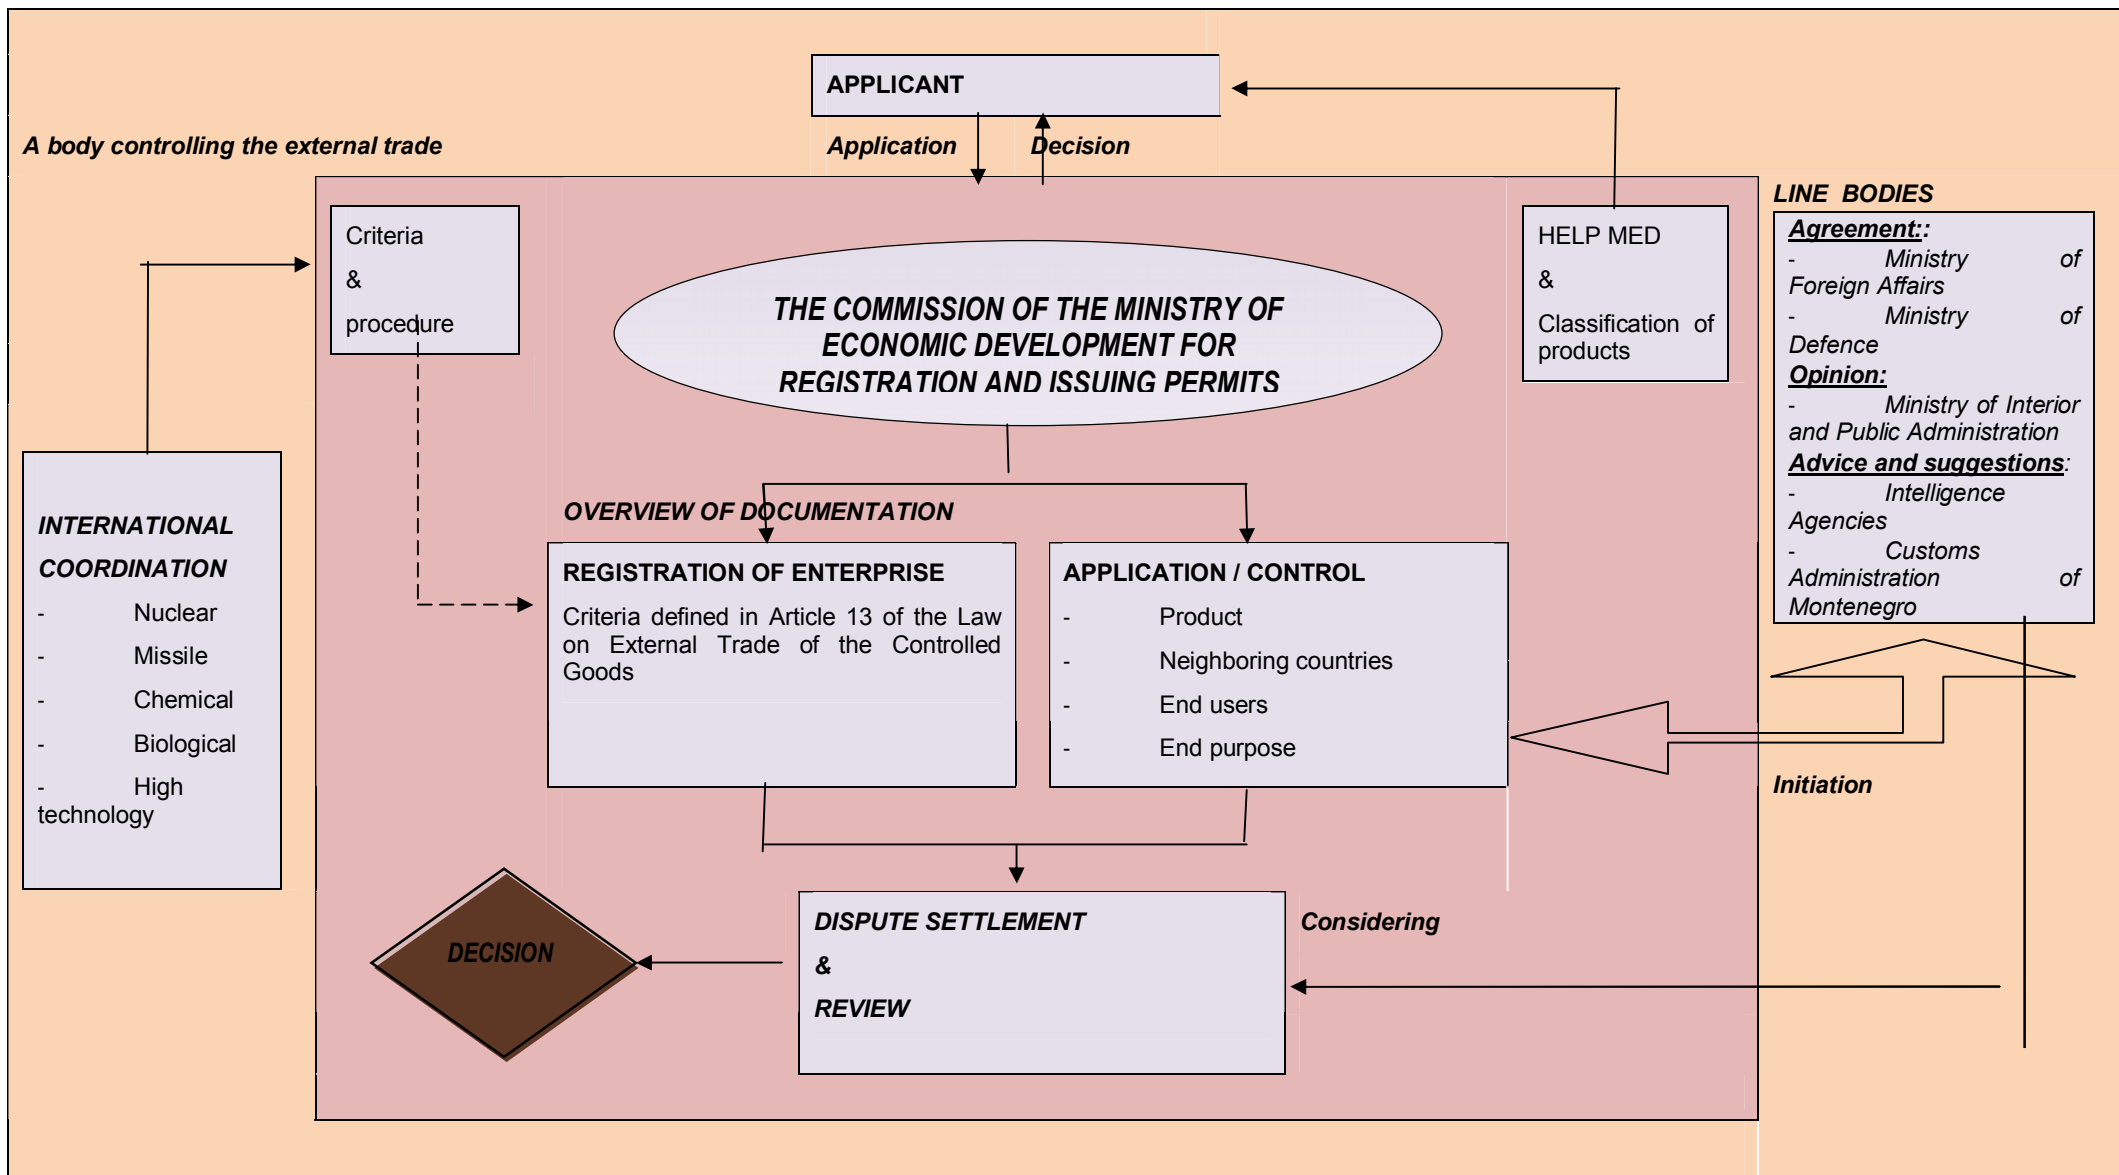 APPLICANT
A body controlling the external trade
Application
Decision
Criteria
&
procedure
THE COMMISSION OF THE MINISTRY OF
ECONOMIC DEVELOPMENT FOR
REGISTRATION AND ISSUING PERMITS
HELP MED
&
Classification of
products
LINE BODIES
Agreement::
- Ministry of
Foreign Affairs
- Ministry of
Defence
Opinion:
- Ministry of Interior
and Public Administration
Advice and suggestions:
- Intelligence
Agencies
- Customs
Administration of
Montenegro
INTERNATIONAL
COORDINATION
- Nuclear
- Missile
- Chemical
- Biological
- High
technology
OVERVIEW OF DOCUMENTATION
REGISTRATION OF ENTERPRISE
Criteria defined in Article 13 of the Law
on External Trade of the Controlled
Goods
APPLICATION / CONTROL
- Product
- Neighboring countries
- End users
- End purpose
Initiation
DECISION
DISPUTE SETTLEMENT
&
REVIEW
Considering